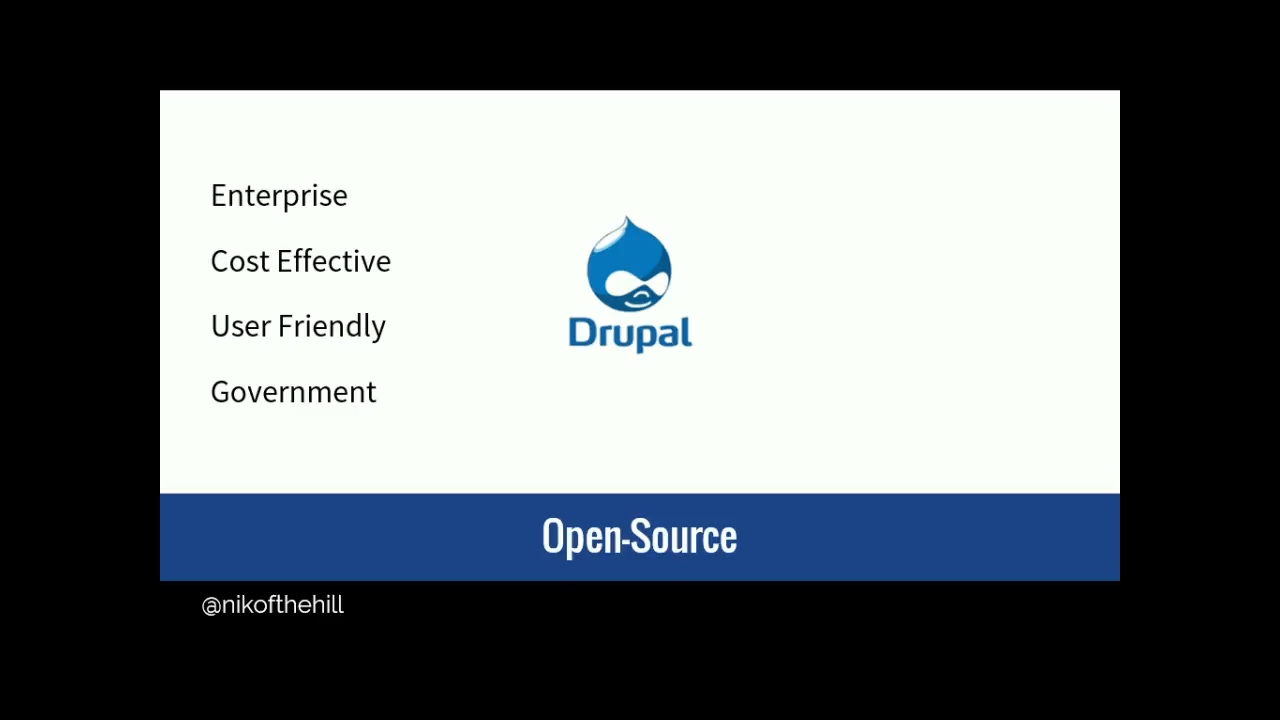 Enterprise
Cost Effective
User Friendly
Government
Drupal
Open-Source
@nikofthehill